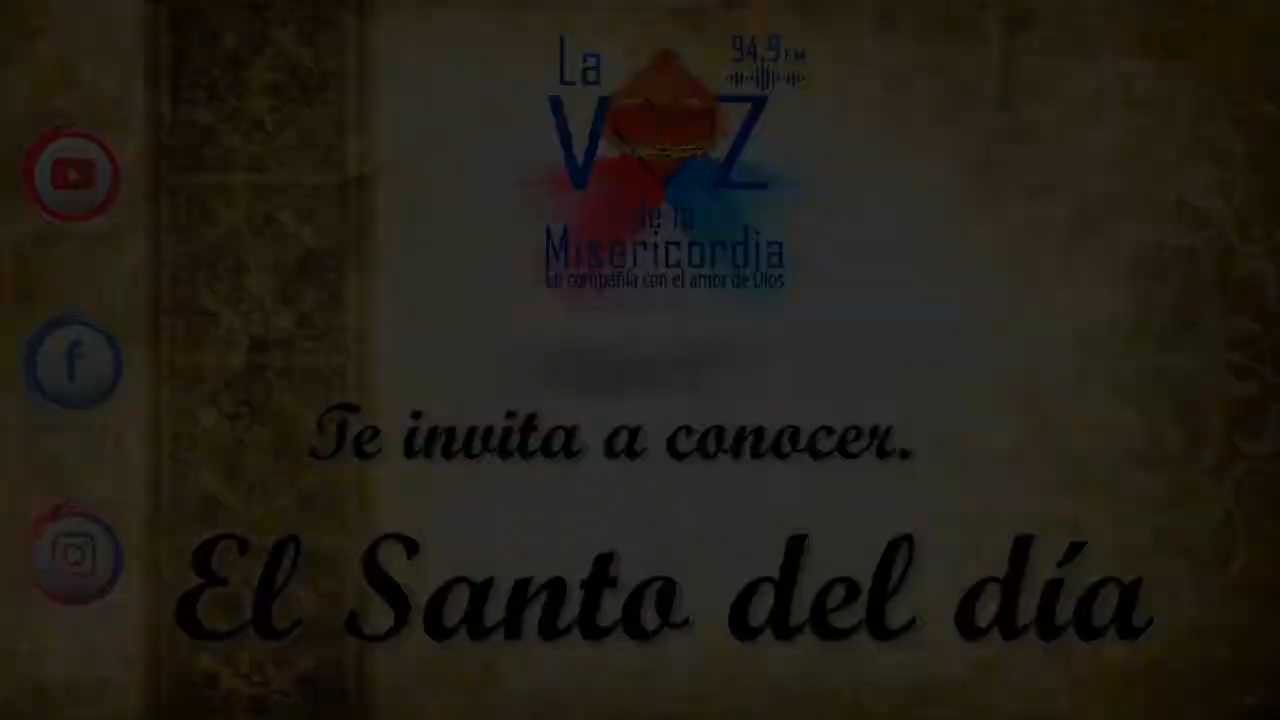 La
94.9 FM
VOZ
de la
Misericordia
En compañía con el amor de Dios
Te invita a conocer.
El Santo del día